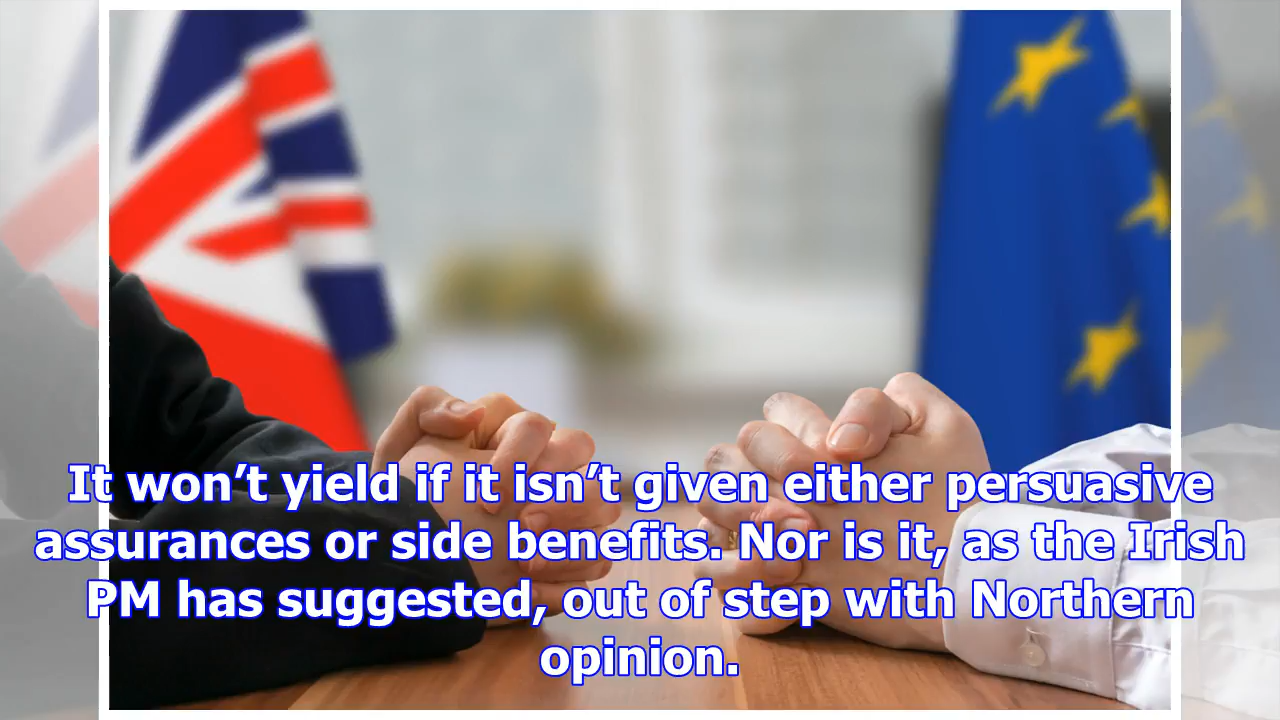 It won’t yield if it isn’t given either persuasive
assurances or side benefits. Nor is it, as the Irish
PM has suggested, out of step with Northern
opinion.